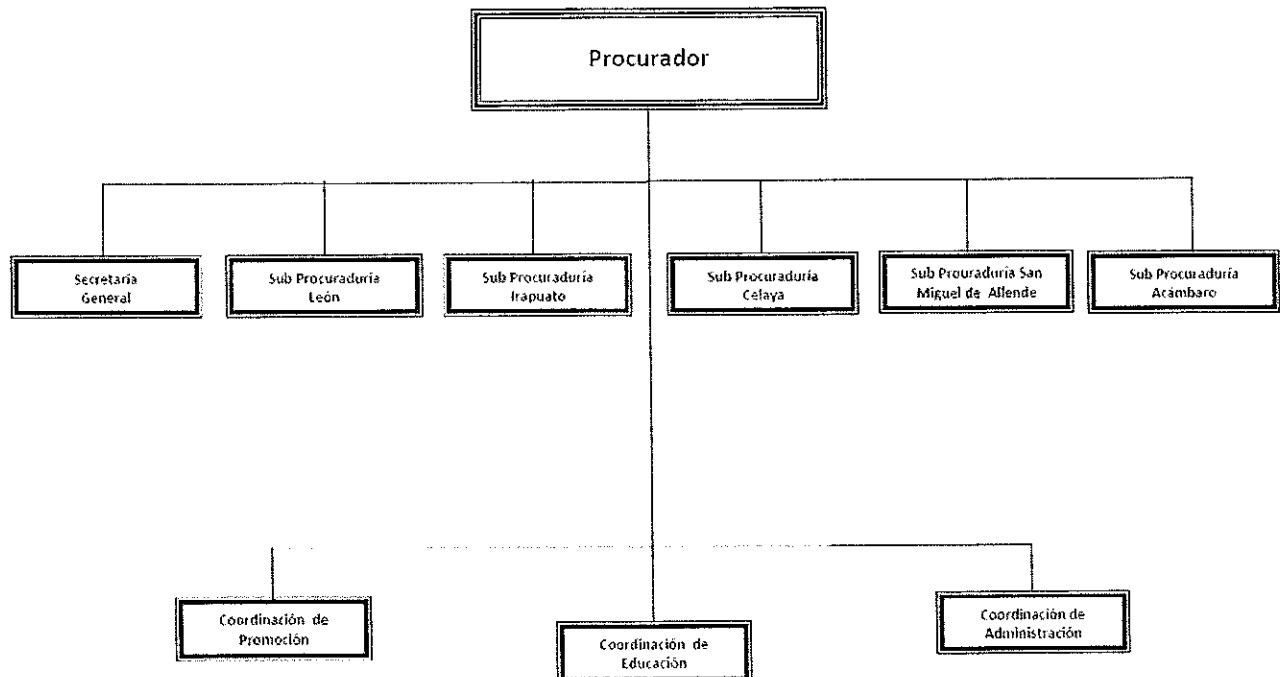 Procurador
Secretaría
General
Sub Procuraduría
León
Sub Procuraduría
Irapuato
Sub Procuraduría
Celaya
Sub Prouraduría San
Miguel de Allende
Sub Procuraduría
Acámbaro
Coordinación de
Promoción
Coordinación de
Educación
Coordinación de
Administración